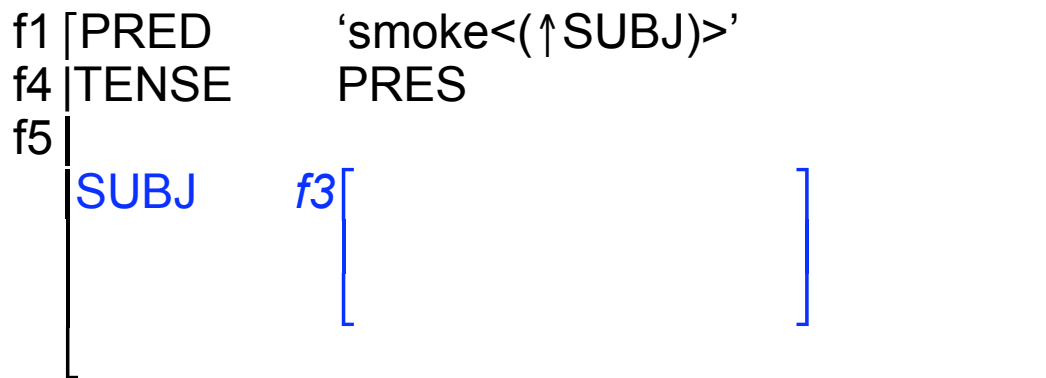 f1 PRED ‘smoke<(↑SUBJ)>’
f4 TENSE PRES
f5
SUBJ f3